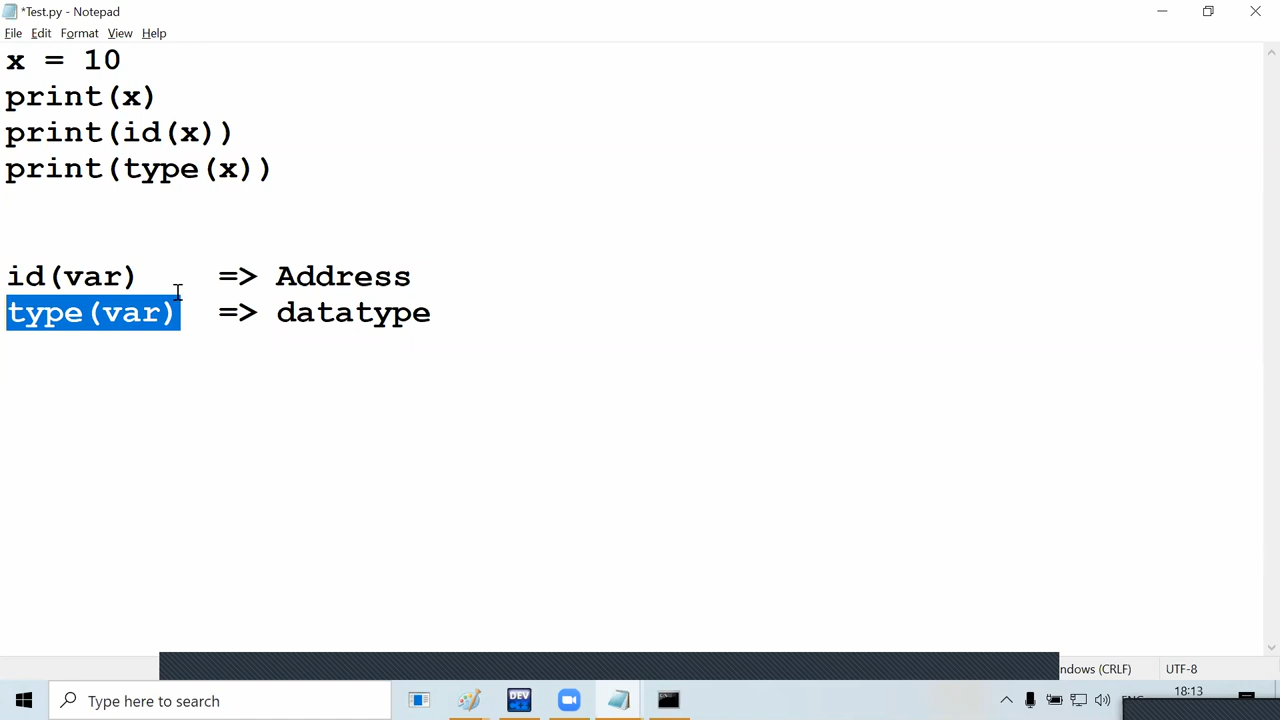 *Test.py - Notepad
File Edit Format View Help
x = 10
print(x)
print(id(x))
print(type(x))
id(var) => Address
type(var) => datatype
ndows (CRLF) UTF-8
Type here to search
DEV
18:13